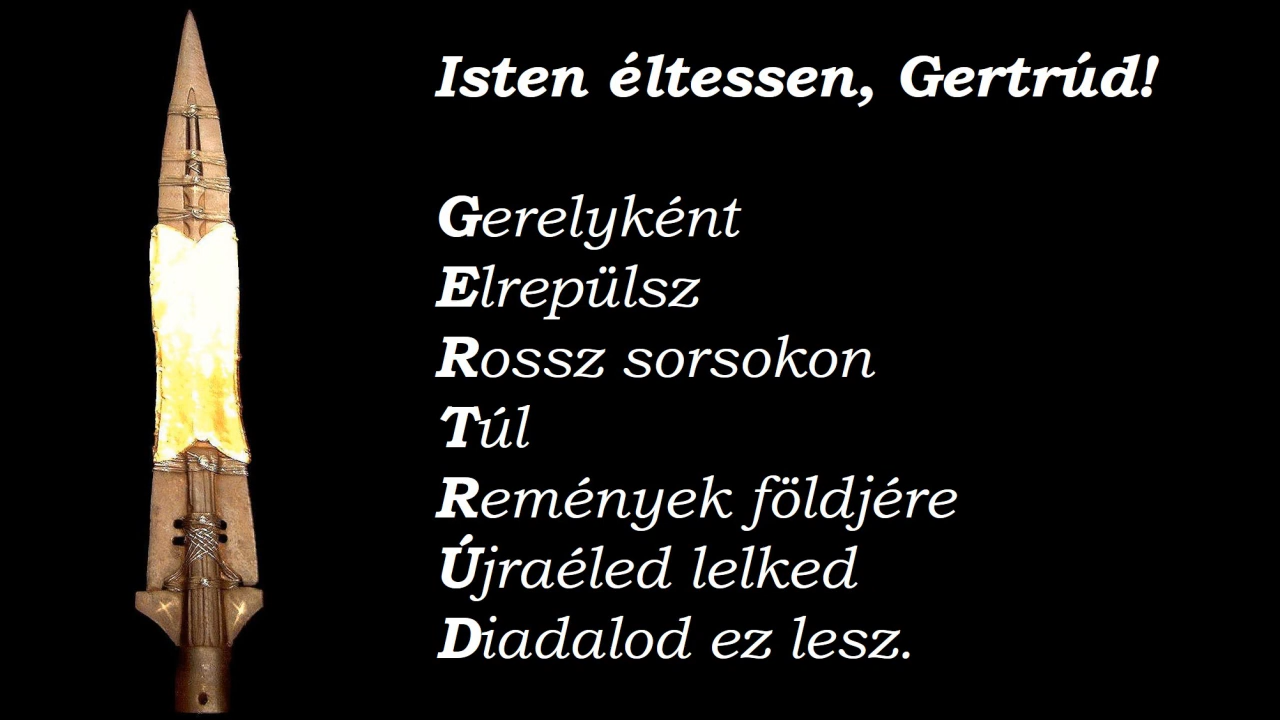 Isten éltessen, Gertrúd!
Gerelyként
Elrepülsz
Rossz sorsokon
Túl
Remények földjére
Újraéled lelked
Diadalod ez lesz.